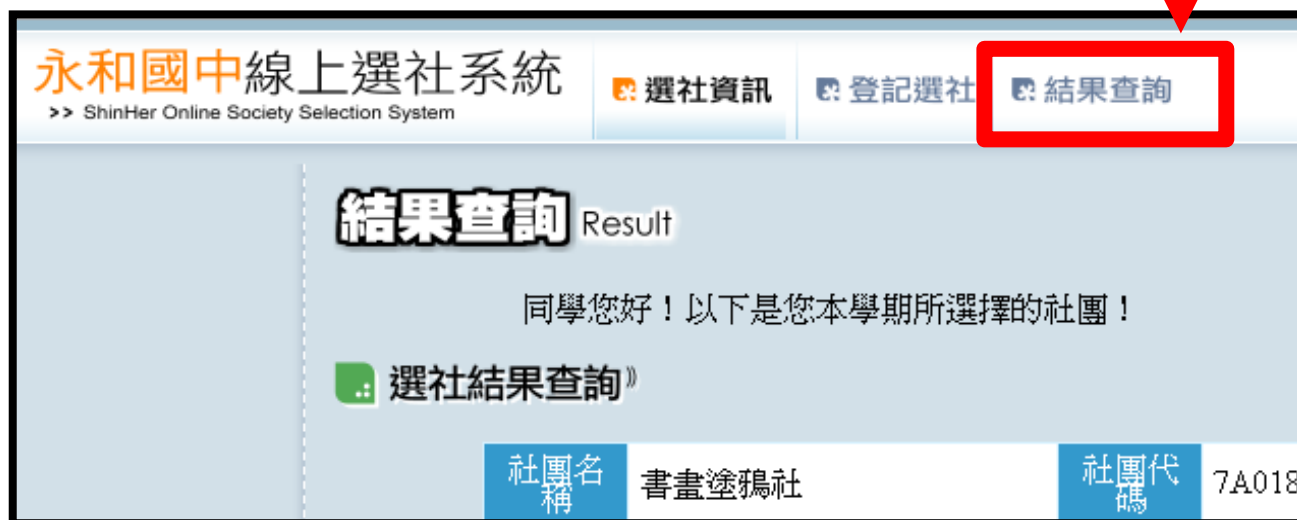 永和國中線上選社系統
>> ShinHer Online Society Selection System
選社資訊 登記選社 結果查詢
結果查詢 Result
同學您好！以下是您本學期所選擇的社團！
選社結果查詢》
社團名稱 書畫塗鴉社 社團代碼 7A018